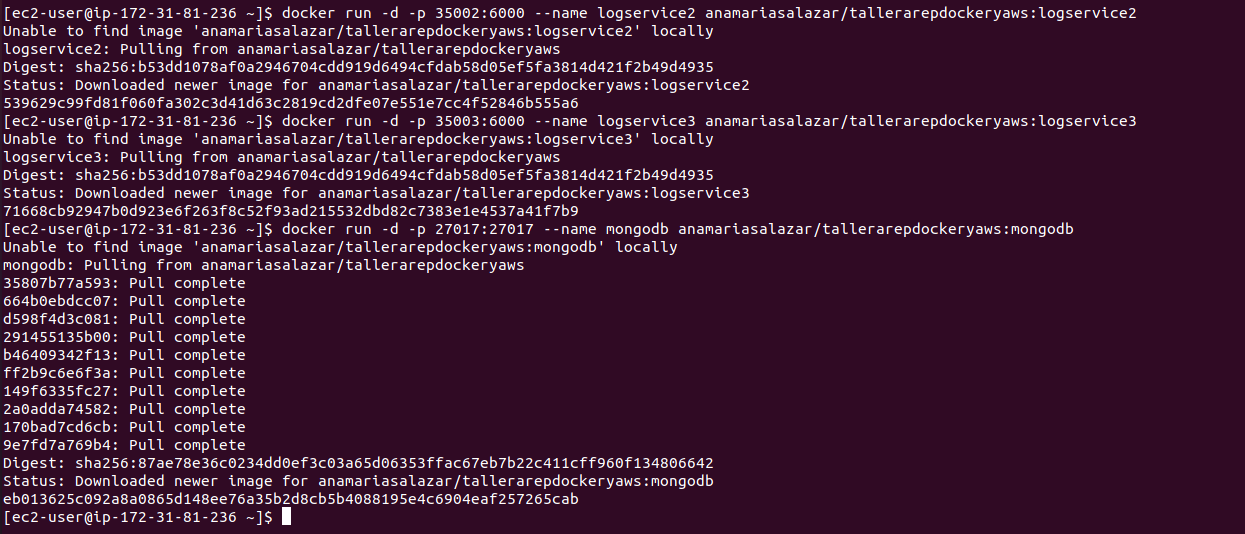 [ec2-user@ip-172-31-81-236 ~]$ docker run -d -p 35002:6000 --name logservice2 anamariasalazar/tallerarepdockeryaws:logservice2
Unable to find image 'anamariasalazar/tallerarepdockeryaws:logservice2' locally
logservice2: Pulling from anamariasalazar/tallerarepdockeryaws
Digest: sha256:b53dd1078af0a2946704cdd919d6494cfdab58d05ef5fa3814d421f2b49d4935
Status: Downloaded newer image for anamariasalazar/tallerarepdockeryaws:logservice2
539629c99fd81f060fa302c3d41d63c2819cd2dfe07e551e7cc4f52846b555a6
[ec2-user@ip-172-31-81-236 ~]$ docker run -d -p 35003:6000 --name logservice3 anamariasalazar/tallerarepdockeryaws:logservice3
Unable to find image 'anamariasalazar/tallerarepdockeryaws:logservice3' locally
logservice3: Pulling from anamariasalazar/tallerarepdockeryaws
Digest: sha256:b53dd1078af0a2946704cdd919d6494cfdab58d05ef5fa3814d421f2b49d4935
Status: Downloaded newer image for anamariasalazar/tallerarepdockeryaws:logservice3
71668cb92947b0d923e6f263f8c52f93ad215532dbd82c7383e1e4537a41f7b9
[ec2-user@ip-172-31-81-236 ~]$ docker run -d -p 27017:27017 --name mongodb anamariasalazar/tallerarepdockeryaws:mongodb
Unable to find image 'anamariasalazar/tallerarepdockeryaws:mongodb' locally
mongodb: Pulling from anamariasalazar/tallerarepdockeryaws
35807b77a593: Pull complete
664b0ebdcc07: Pull complete
d598f4d3c081: Pull complete
291455135b00: Pull complete
b46409342f13: Pull complete
ff2b9c6e6f3a: Pull complete
149f6335fc27: Pull complete
2a0adda74582: Pull complete
170bad7cd6cb: Pull complete
9e7fd7a769b4: Pull complete
Digest: sha256:87ae78e36c0234dd0ef3c03a65d06353ffac67eb7b22c411cff960f134806642
Status: Downloaded newer image for anamariasalazar/tallerarepdockeryaws:mongodb
eb013625c092a8a0865d148ee76a35b2d8cb5b4088195e4c6904eaf257265cab
[ec2-user@ip-172-31-81-236 ~]$